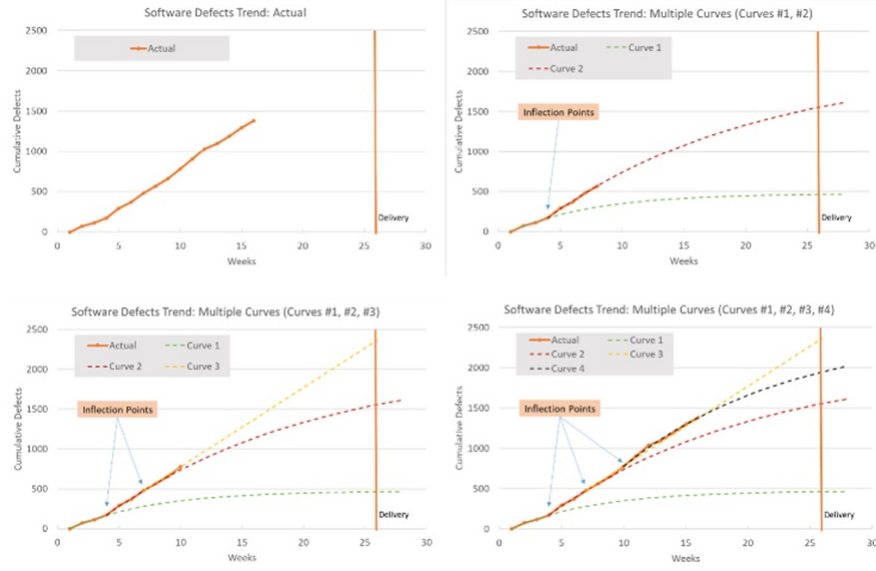 Software Defects Trend: Actual
2500
2000
1500
1000
500
0
Cumulative Defects
Actual
Delivery
0 5 10 15 20 25 30
Weeks
Software Defects Trend: Multiple Curves (Curves #1, #2)
2500
2000
1500
1000
500
0
Cumulative Defects
Actual Curve 1
Curve 2
Inflection Points
Delivery
0 5 10 15 20 25 30
Weeks
Software Defects Trend: Multiple Curves (Curves #1, #2, #3)
2500
2000
1500
1000
500
0
Cumulative Defects
Actual Curve 1
Curve 2 Curve 3
Inflection Points
Delivery
0 5 10 15 20 25 30
Weeks
Software Defects Trend: Multiple Curves (Curves #1, #2, #3, #4)
2500
2000
1500
1000
500
0
Cumulative Defects
Actual Curve 1
Curve 2 Curve 3
Curve 4
Inflection Points
Delivery
0 5 10 15 20 25 30
Weeks